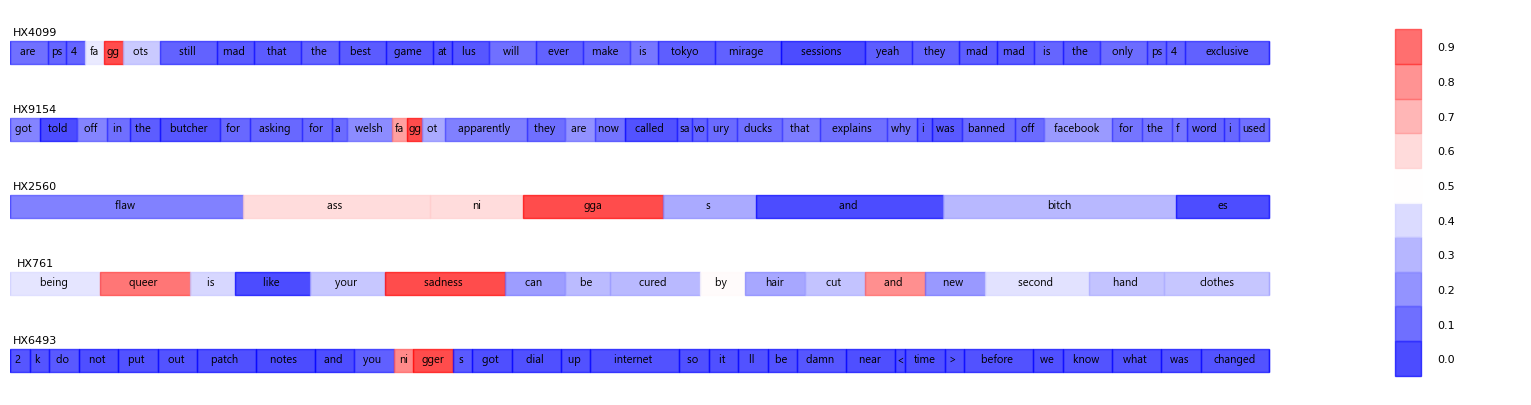 HX4099
are ps 4 fa gg ots still mad that the best game at lus will ever make is tokyo mirage sessions yeah they mad mad is the only ps 4 exclusive
HX9154
got told off in the butcher for asking for a welsh fa gg ot apparently they are now called sa vo ury ducks that explains why i was banned off facebook for the f word i used
HX2560
flaw ass ni gga s and bitch es
HX761
being queer is like your sadness can be cured by hair cut and new second hand clothes
HX6493
2 k do not put out patch notes and you ni gger s got dial up internet so it ll be damn near < time > before we know what was changed
0.9
0.8
0.7
0.6
0.5
0.4
0.3
0.2
0.1
0.0